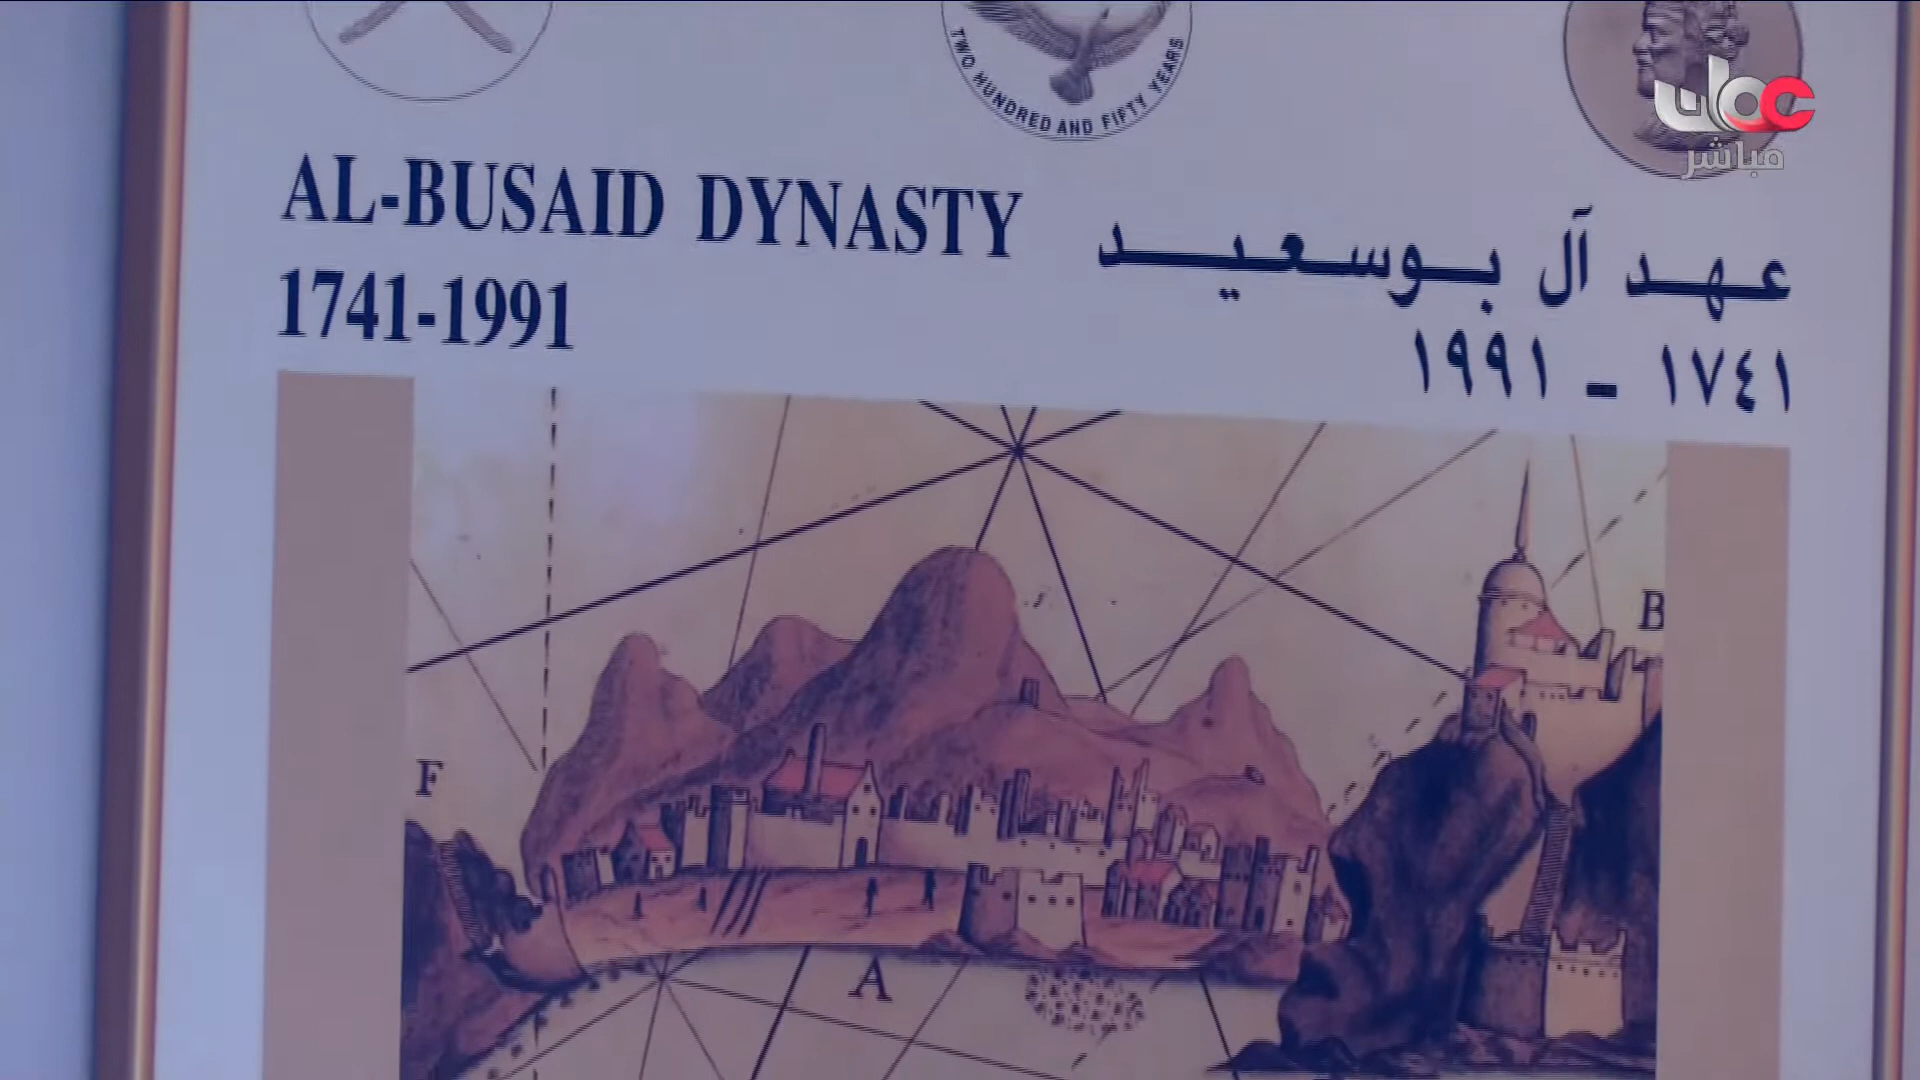 TWO HUNDRED AND FIFTY YEARS
عمان
مباشر
AL-BUSAID DYNASTY
1741-1991
عهد آل بوسعيد
١٧٤١ - ١٩٩١
B
F
A